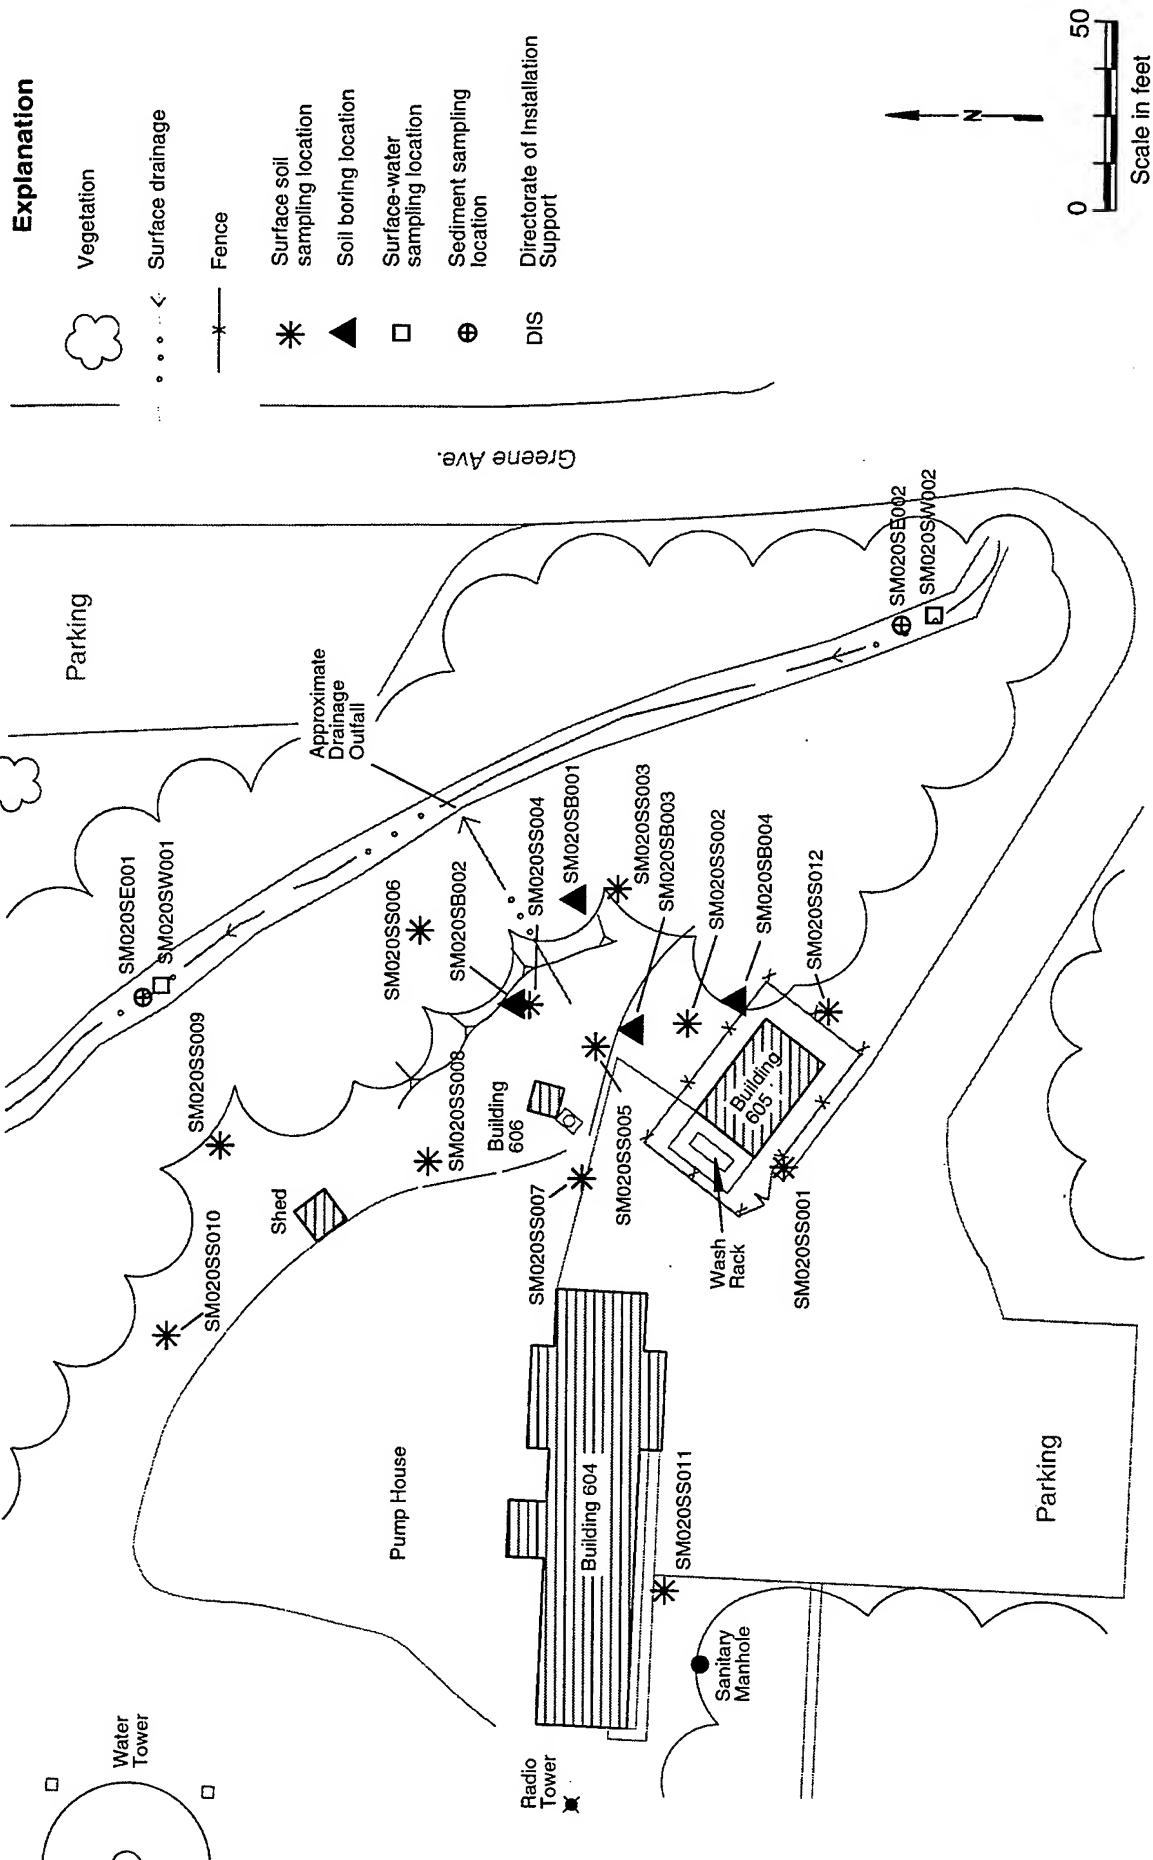 Explanation
Vegetation
Surface drainage
Fence
Surface soil
sampling location
Soil boring location
Surface-water
sampling location
Sediment sampling
location
DIS
Directorate of Installation
Support
N
0
50
Scale in feet
Greene Ave.
Parking
Approximate
Drainage
Outfall
SM020SE001
SM020SW001
SM020SE002
SM020SW002
SM020SS006
SM020SB002
SM020SS004
SM020SB001
SM020SS003
SM020SB003
SM020SS002
SM020SB004
SM020SS012
SM020SS009
SM020SS008
SM020SS010
Shed
Building
606
SM020SS007
SM020SS005
Building
605
Wash
Rack
SM020SS001
Pump House
Building 604
SM020SS011
Parking
Sanitary
Manhole
Water
Tower
Radio
Tower